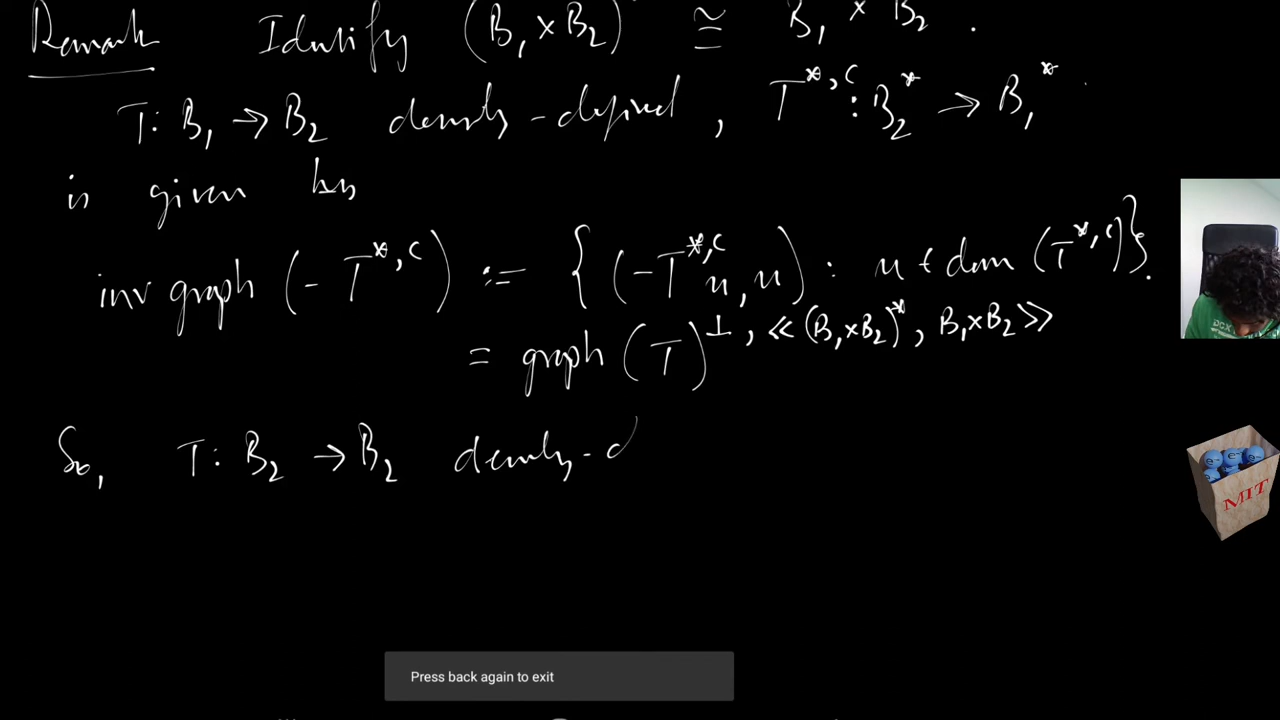 Remark Identify (B₁ × B₂)* ≅ B₁* × B₂* .
T: B₁ → B₂ densely-defined, T*,c : B₂* → B₁*
is given by
inv graph (-T*,c) := { (-T*,c u, u) : u ∈ dom (T*,c) }.
= graph (T)^⊥, ≪(B₁×B₂)*, B₁×B₂≫
So, T: B₂ → B₂ densely-d
MIT
Press back again to exit